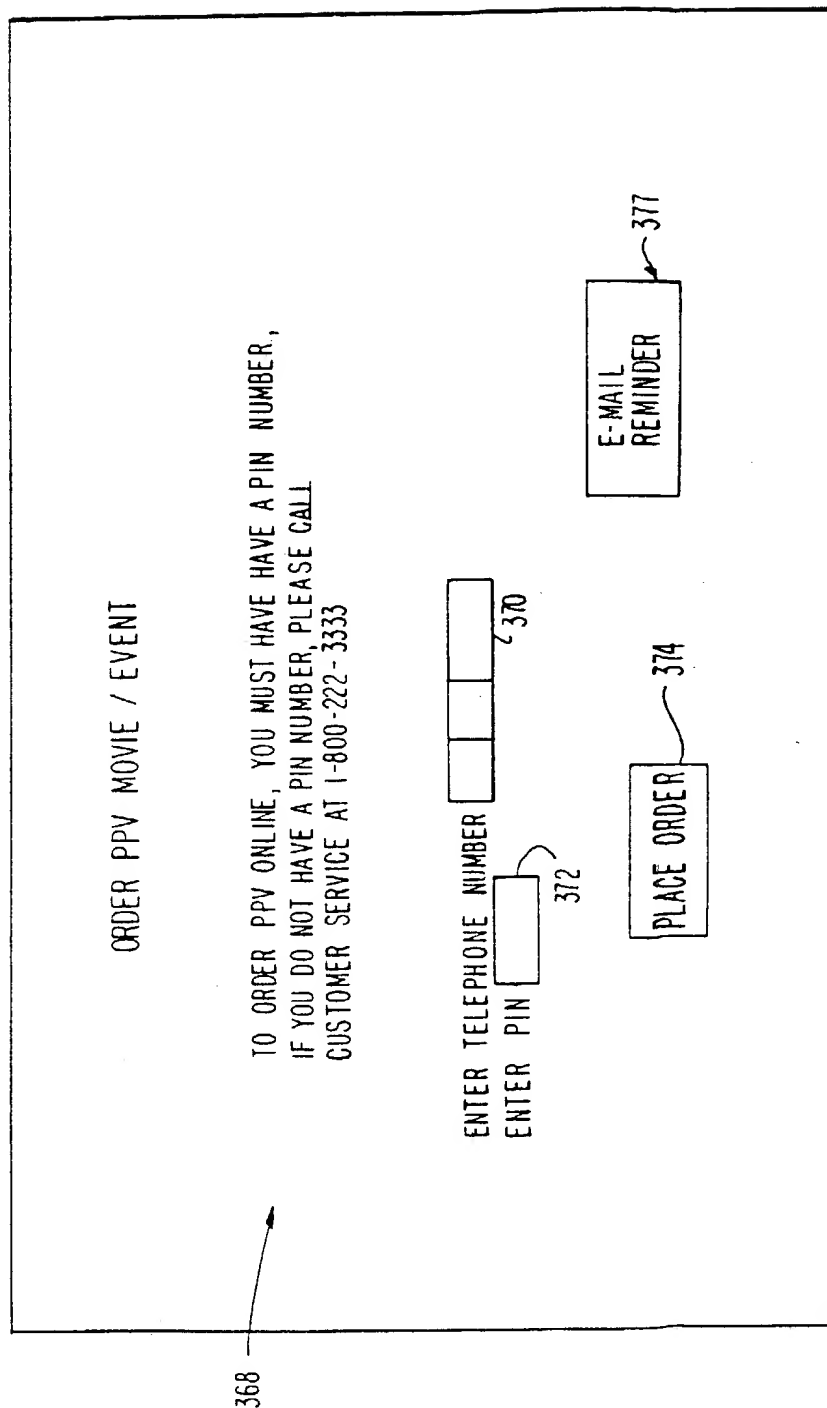 ORDER PPV MOVIE / EVENT
TO ORDER PPV ONLINE, YOU MUST HAVE HAVE A PIN NUMBER.,
IF YOU DO NOT HAVE A PIN NUMBER, PLEASE CALL
CUSTOMER SERVICE AT 1-800-222-3333
ENTER TELEPHONE NUMBER
370
ENTER PIN
372
PLACE ORDER
374
E-MAIL
REMINDER
377
368